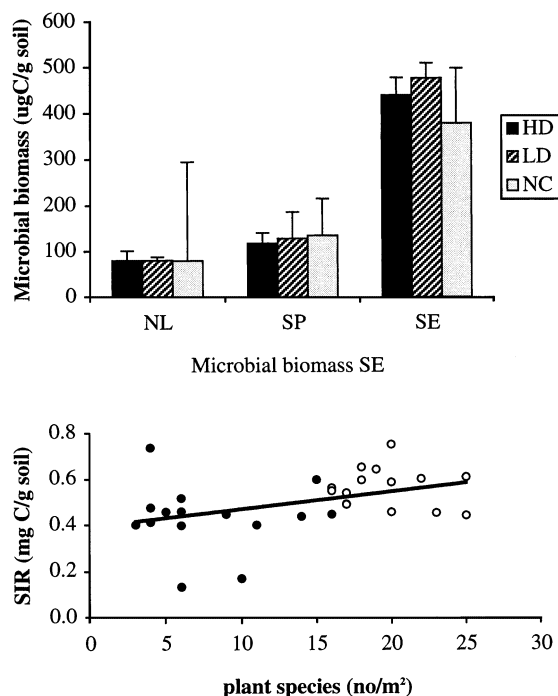 600
500
400
300
200
100
0
Microbial biomass (ugC/g soil)
HD
LD
NC
NL SP SE
Microbial biomass SE
0.8
0.6
0.4
0.2
0.0
SIR (mg C/g soil)
0 5 10 15 20 25 30
plant species (no/m²)